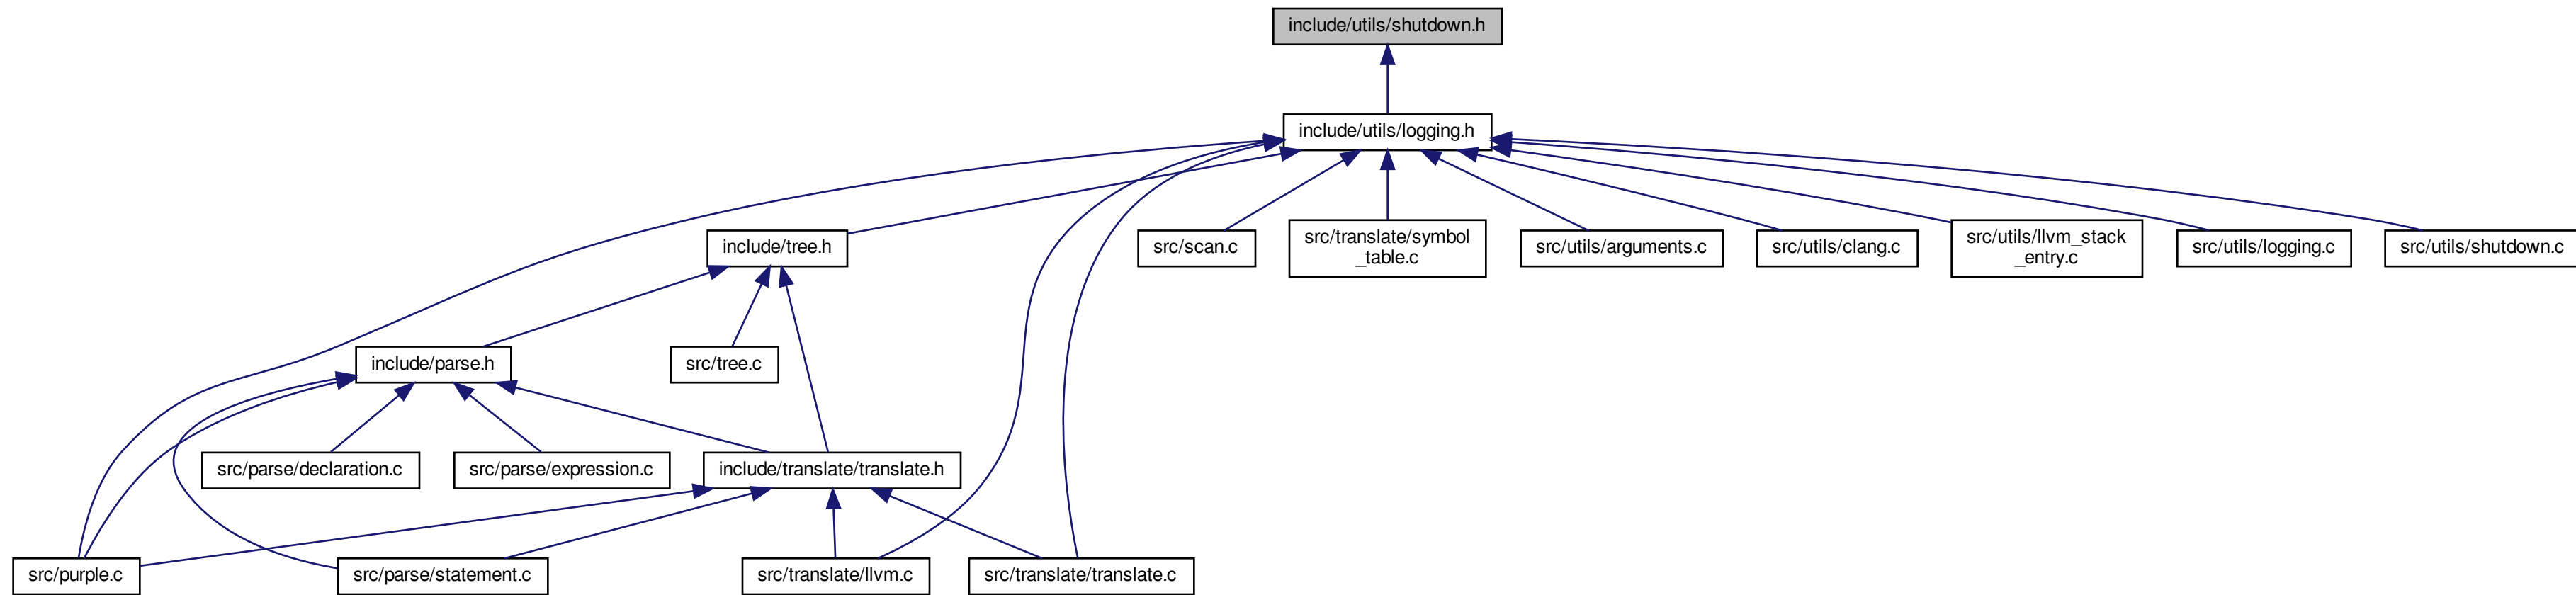 include/utils/shutdown.h
include/utils/logging.h
include/tree.h
src/scan.c
src/translate/symbol
_table.c
src/utils/arguments.c
src/utils/clang.c
src/utils/llvm_stack
_entry.c
src/utils/logging.c
src/utils/shutdown.c
include/parse.h
src/tree.c
src/parse/declaration.c
src/parse/expression.c
include/translate/translate.h
src/purple.c
src/parse/statement.c
src/translate/llvm.c
src/translate/translate.c